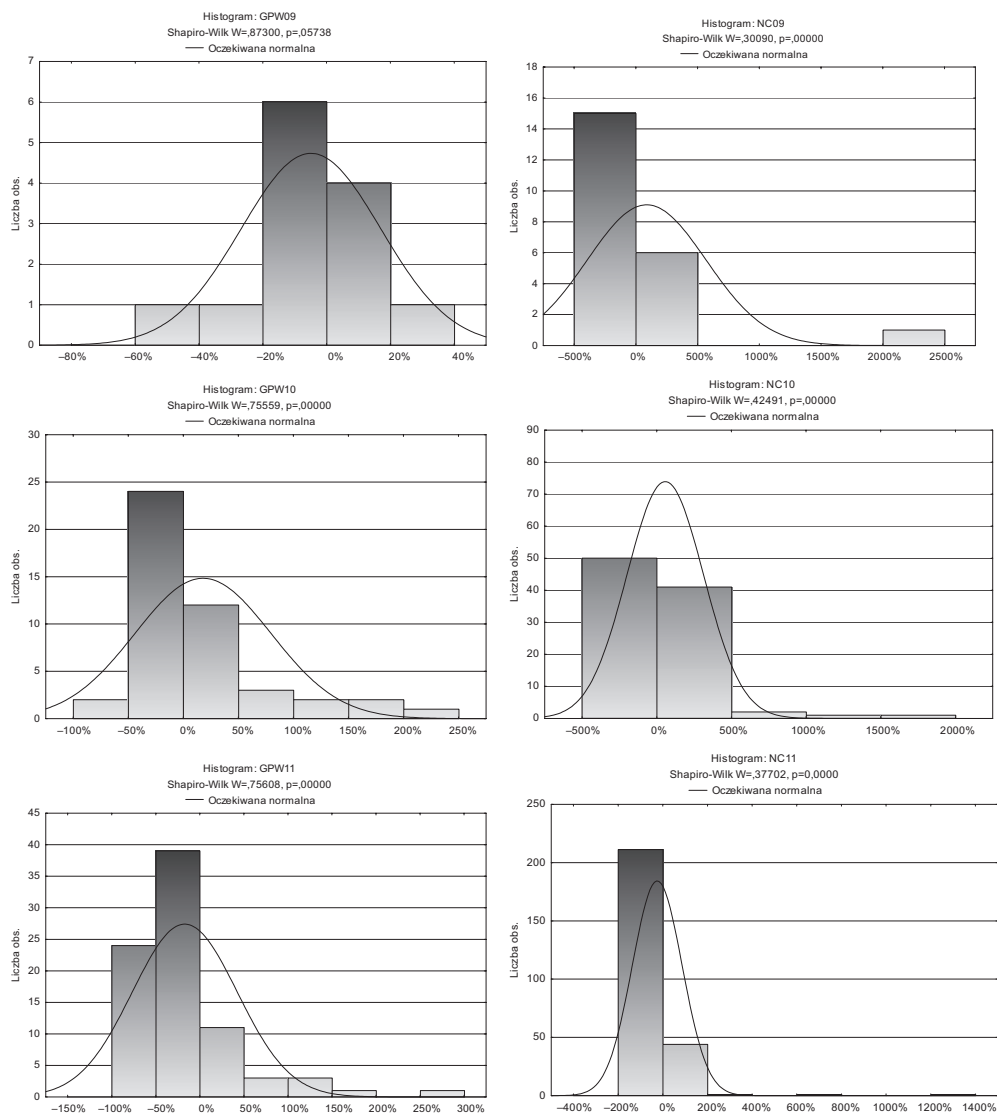 Histogram: GPW09
Shapiro-Wilk W=,87300, p=,05738
Oczekiwana normalna
Liczba obs.
7
6
5
4
3
2
1
0
–80% –60% –40% –20% 0% 20% 40%
Histogram: NC09
Shapiro-Wilk W=,30090, p=,00000
Oczekiwana normalna
Liczba obs.
18
16
14
12
10
8
6
4
2
0
–500% 0% 500% 1000% 1500% 2000% 2500%
Histogram: GPW10
Shapiro-Wilk W=,75559, p=,00000
Oczekiwana normalna
Liczba obs.
30
25
20
15
10
5
0
–100% –50% 0% 50% 100% 150% 200% 250%
Histogram: NC10
Shapiro-Wilk W=,42491, p=,00000
Oczekiwana normalna
Liczba obs.
90
80
70
60
50
40
30
20
10
0
–500% 0% 500% 1000% 1500% 2000%
Histogram: GPW11
Shapiro-Wilk W=,75608, p=,00000
Oczekiwana normalna
Liczba obs.
45
40
35
30
25
20
15
10
5
0
–150% –100% –50% 0% 50% 100% 150% 200% 250% 300%
Histogram: NC11
Shapiro-Wilk W=,37702, p=0,0000
Oczekiwana normalna
Liczba obs.
250
200
150
100
50
0
–400% –200% 0% 200% 400% 600% 800% 1000% 1200% 1400%